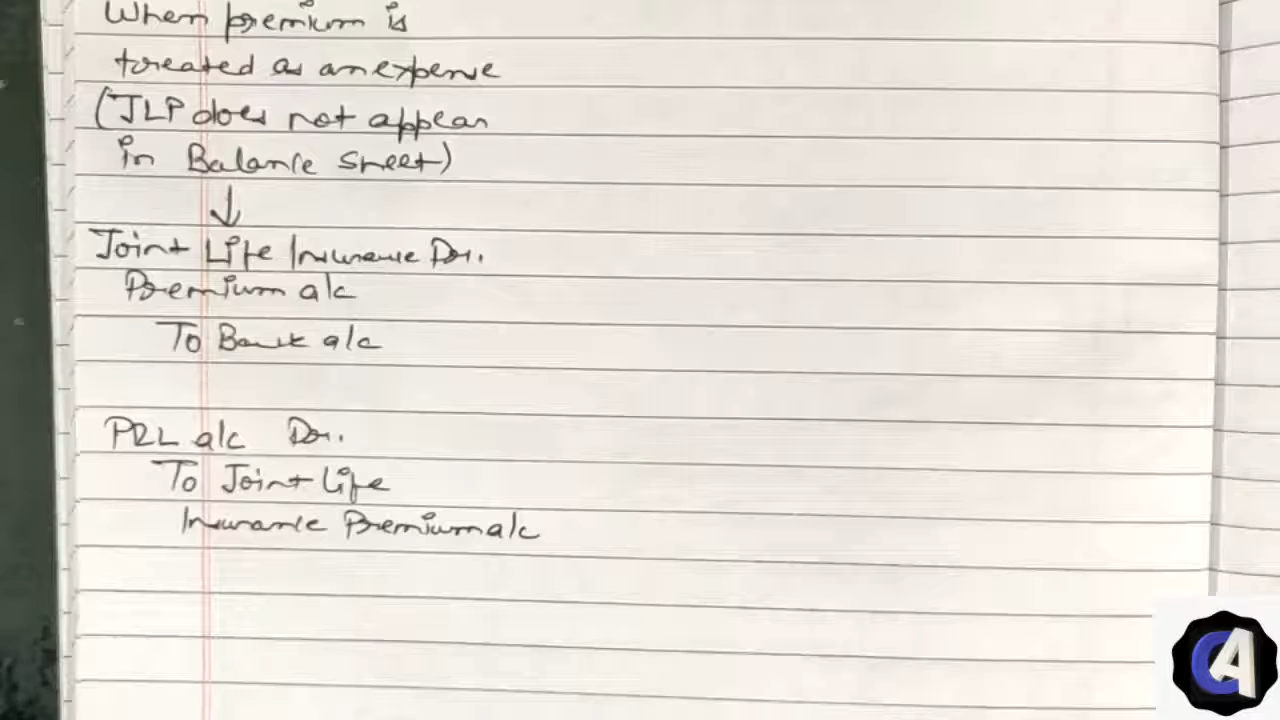 When premium is
treated as an expense
(JLP does not appear
in Balance sheet)
↓
Joint Life Insurance Dr.
Premium a/c
To Bank a/c
P&L a/c Dr.
To Joint Life
Insurance Premium a/c
CA